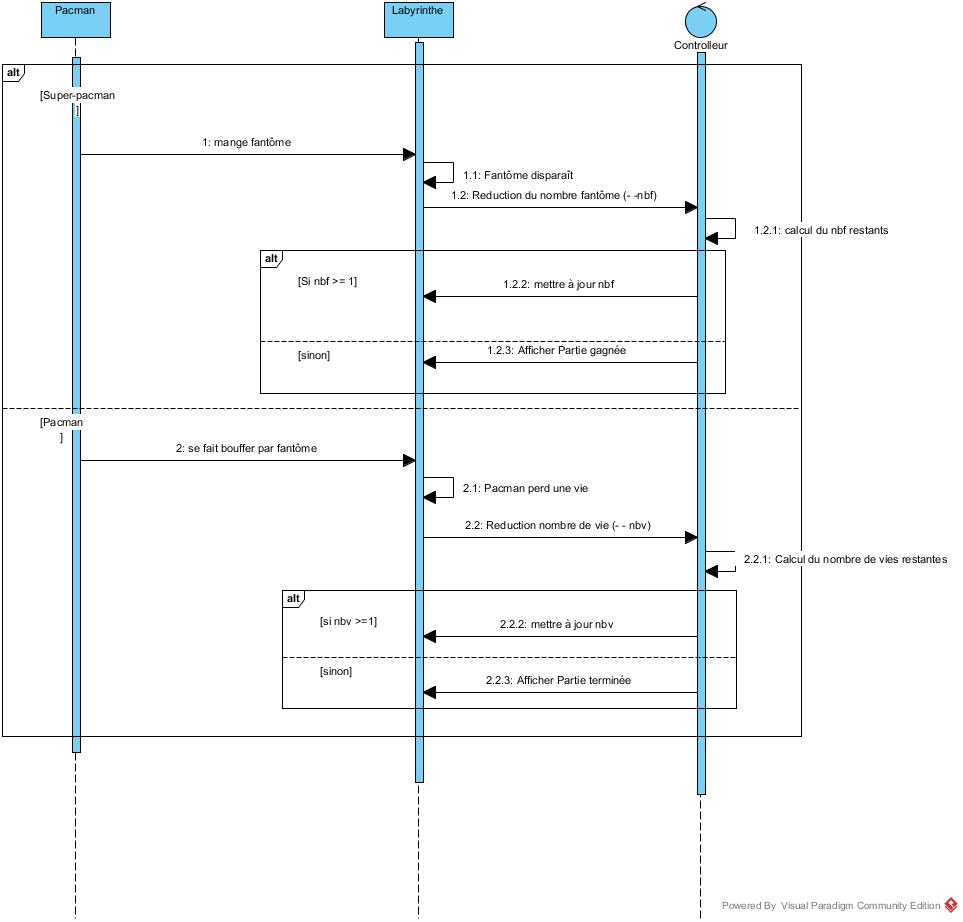 Pacman
Labyrinthe
Controlleur
alt
[Super-pacman
]
1: mange fantôme
1.1: Fantôme disparaît
1.2: Reduction du nombre fantôme (- -nbf)
1.2.1: calcul du nbf restants
alt
[Si nbf >= 1]
1.2.2: mettre à jour nbf
1.2.3: Afficher Partie gagnée
[sinon]
[Pacman
]
2: se fait bouffer par fantôme
2.1: Pacman perd une vie
2.2: Reduction nombre de vie (- - nbv)
2.2.1: Calcul du nombre de vies restantes
alt
[si nbv >=1]
2.2.2: mettre à jour nbv
[sinon]
2.2.3: Afficher Partie terminée
Powered By Visual Paradigm Community Edition